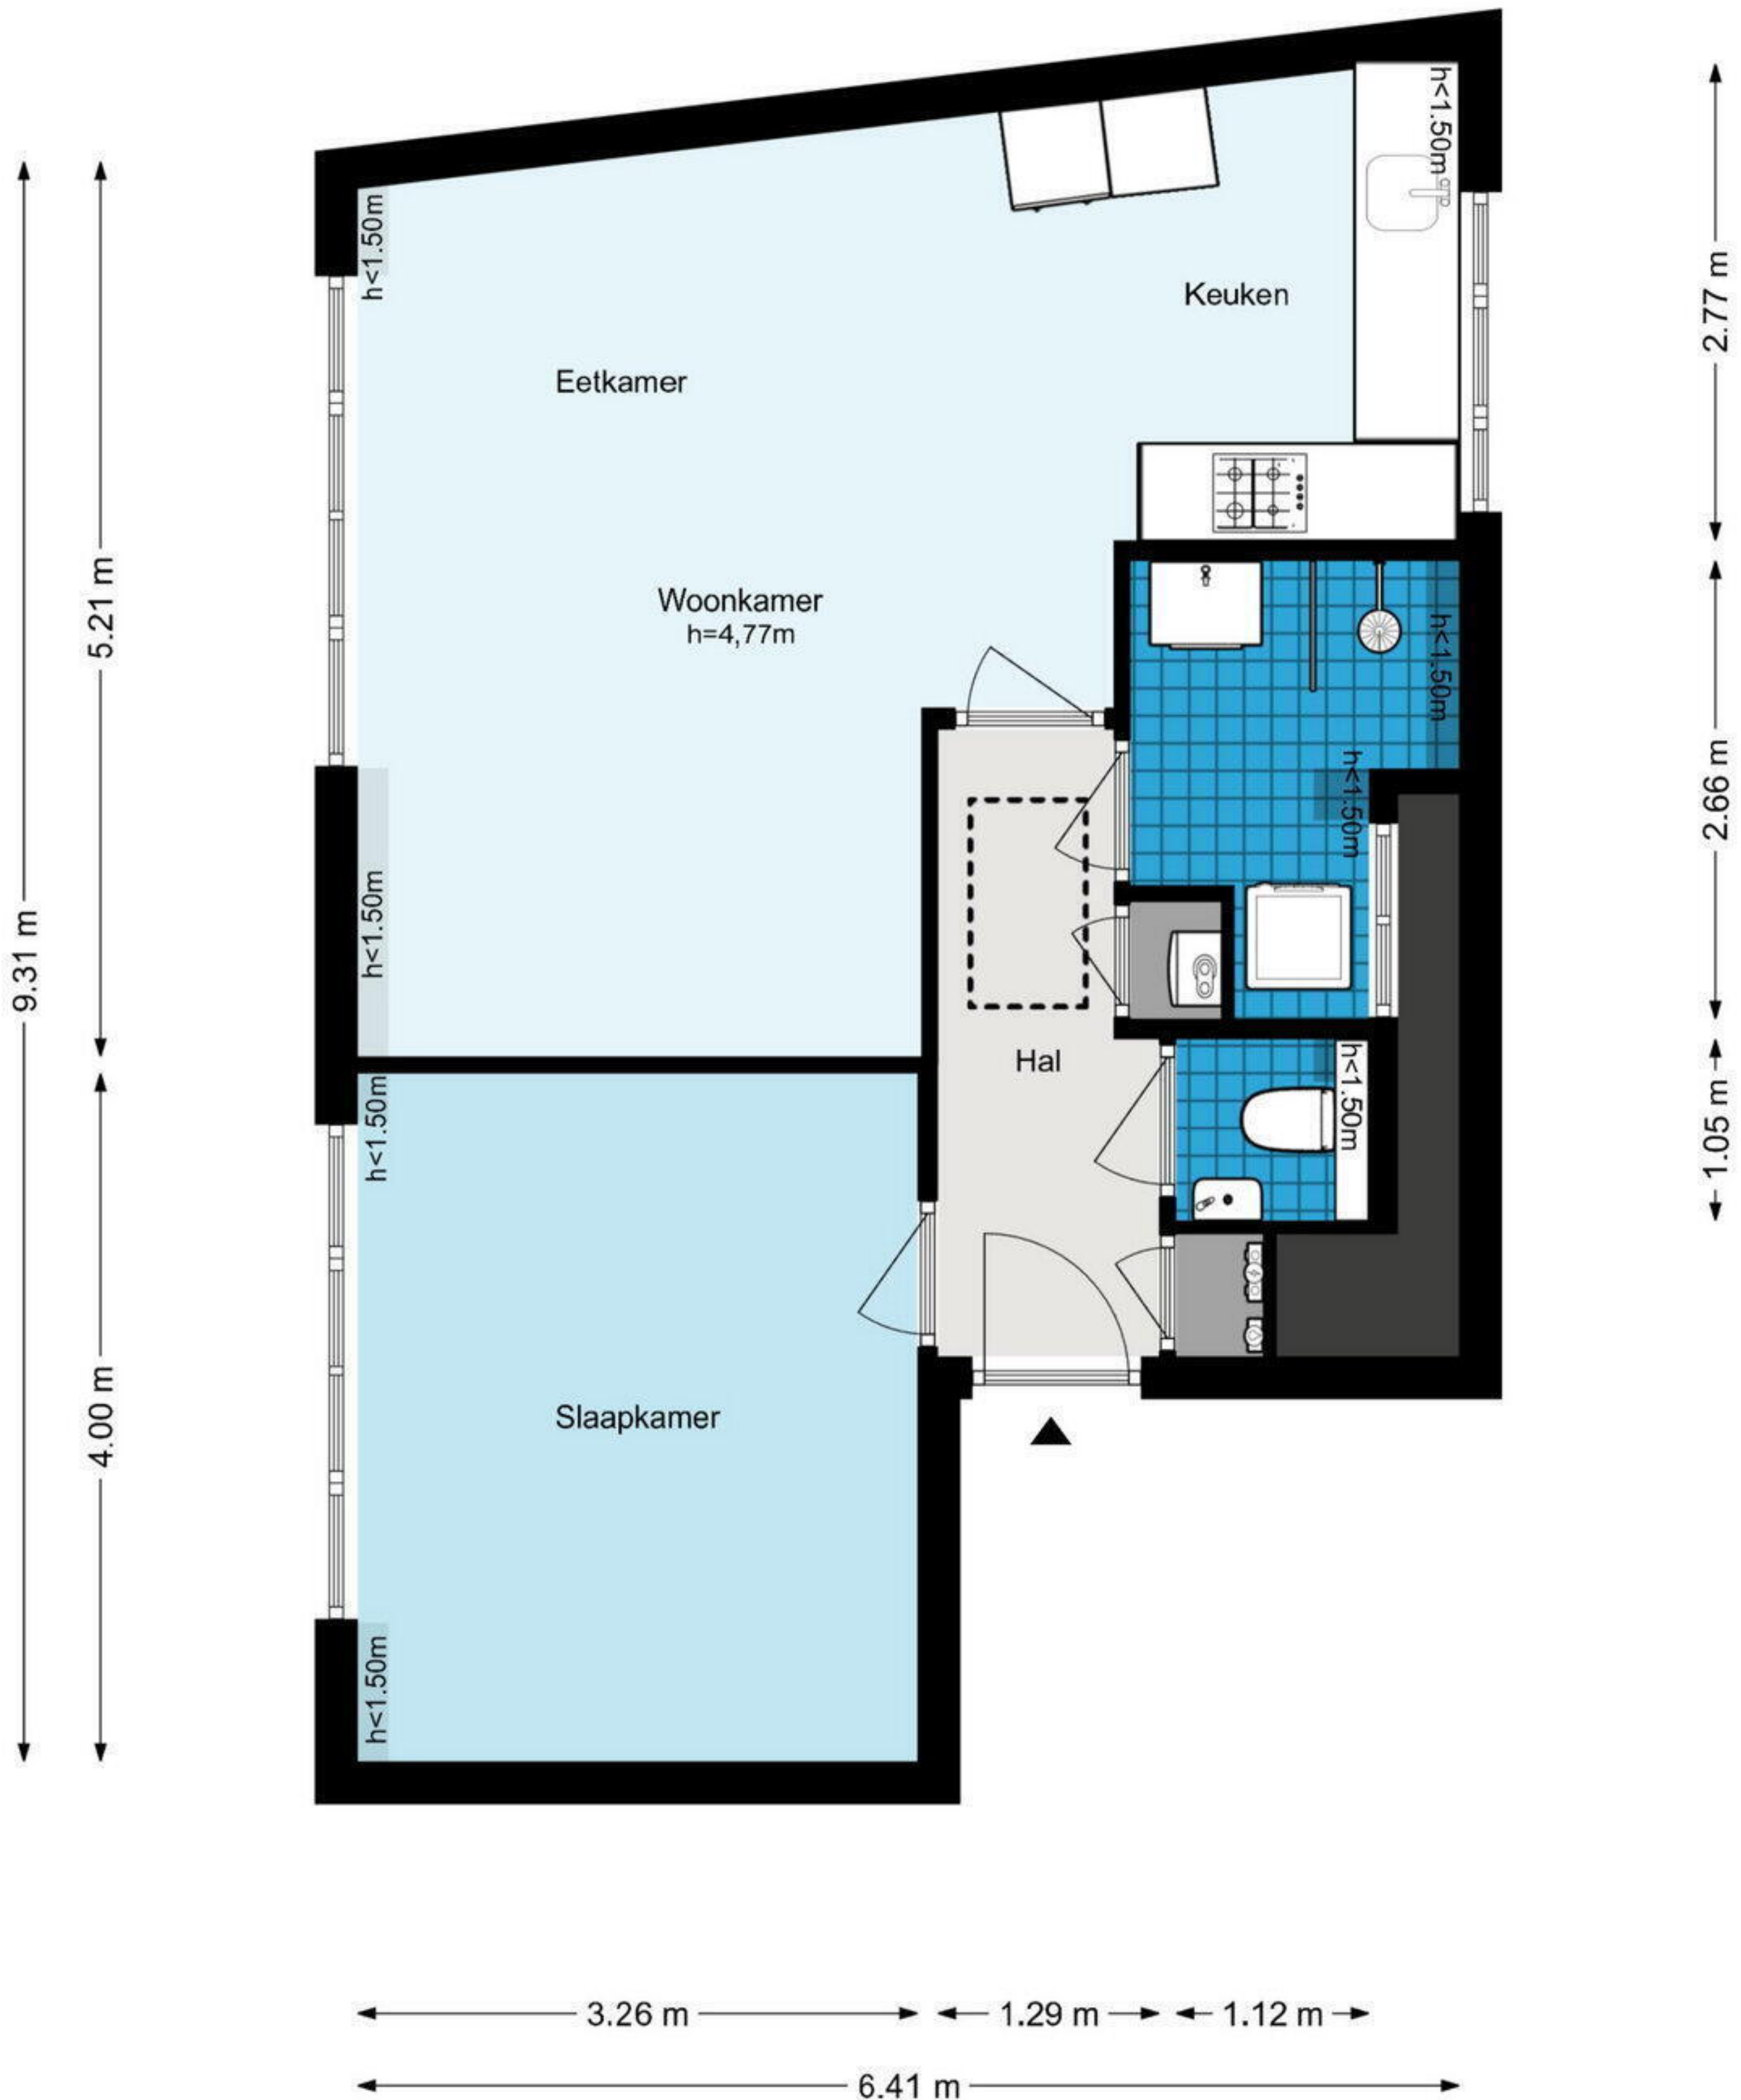 h<1.50m
h<1.50m
2.77 m
Keuken
Eetkamer
5.21 m
Woonkamer
h=4,77m
h<1.50m
h<1.50m
2.66 m
h<1.50m
9.31 m
Hal
h<1.50m
h<1.50m
1.05 m
4.00 m
Slaapkamer
h<1.50m
3.26 m
1.29 m
1.12 m
6.41 m